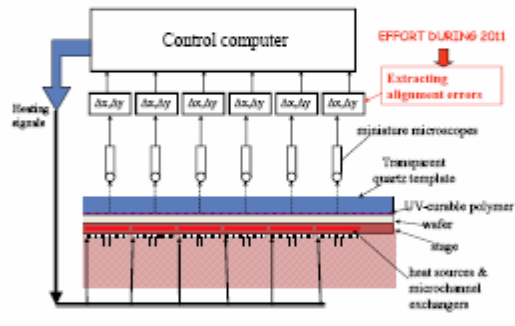 Control computer
EFFORT DURING 2011
Extracting
alignment errors
Δx,Δy Δx,Δy Δx,Δy Δx,Δy Δx,Δy Δx,Δy
Heating
signals
miniature microscopes
Transparent
quartz template
UV-curable polymer
wafer
stage
heat sources &
microchannel
exchangers